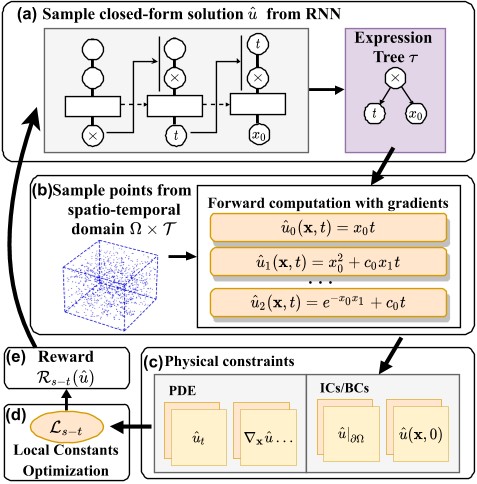 (a) Sample closed-form solution û from RNN
t
×
×
×
t
x₀
Expression
Tree τ
×
t
x₀
(b) Sample points from
spatio-temporal
domain Ω × 𝒯
Forward computation with gradients
û₀(𝐱, t) = x₀t
û₁(𝐱, t) = x₀² + c₀x₁t
...
û₂(𝐱, t) = e^{−x₀x₁} + c₀t
(e) Reward
ℛ_{s−t}(û)
(d) ℒ_{s−t}
Local Constants
Optimization
(c) Physical constraints
PDE
û_t
∇_𝐱 û ...
ICs/BCs
û|_{∂Ω}
û(𝐱, 0)